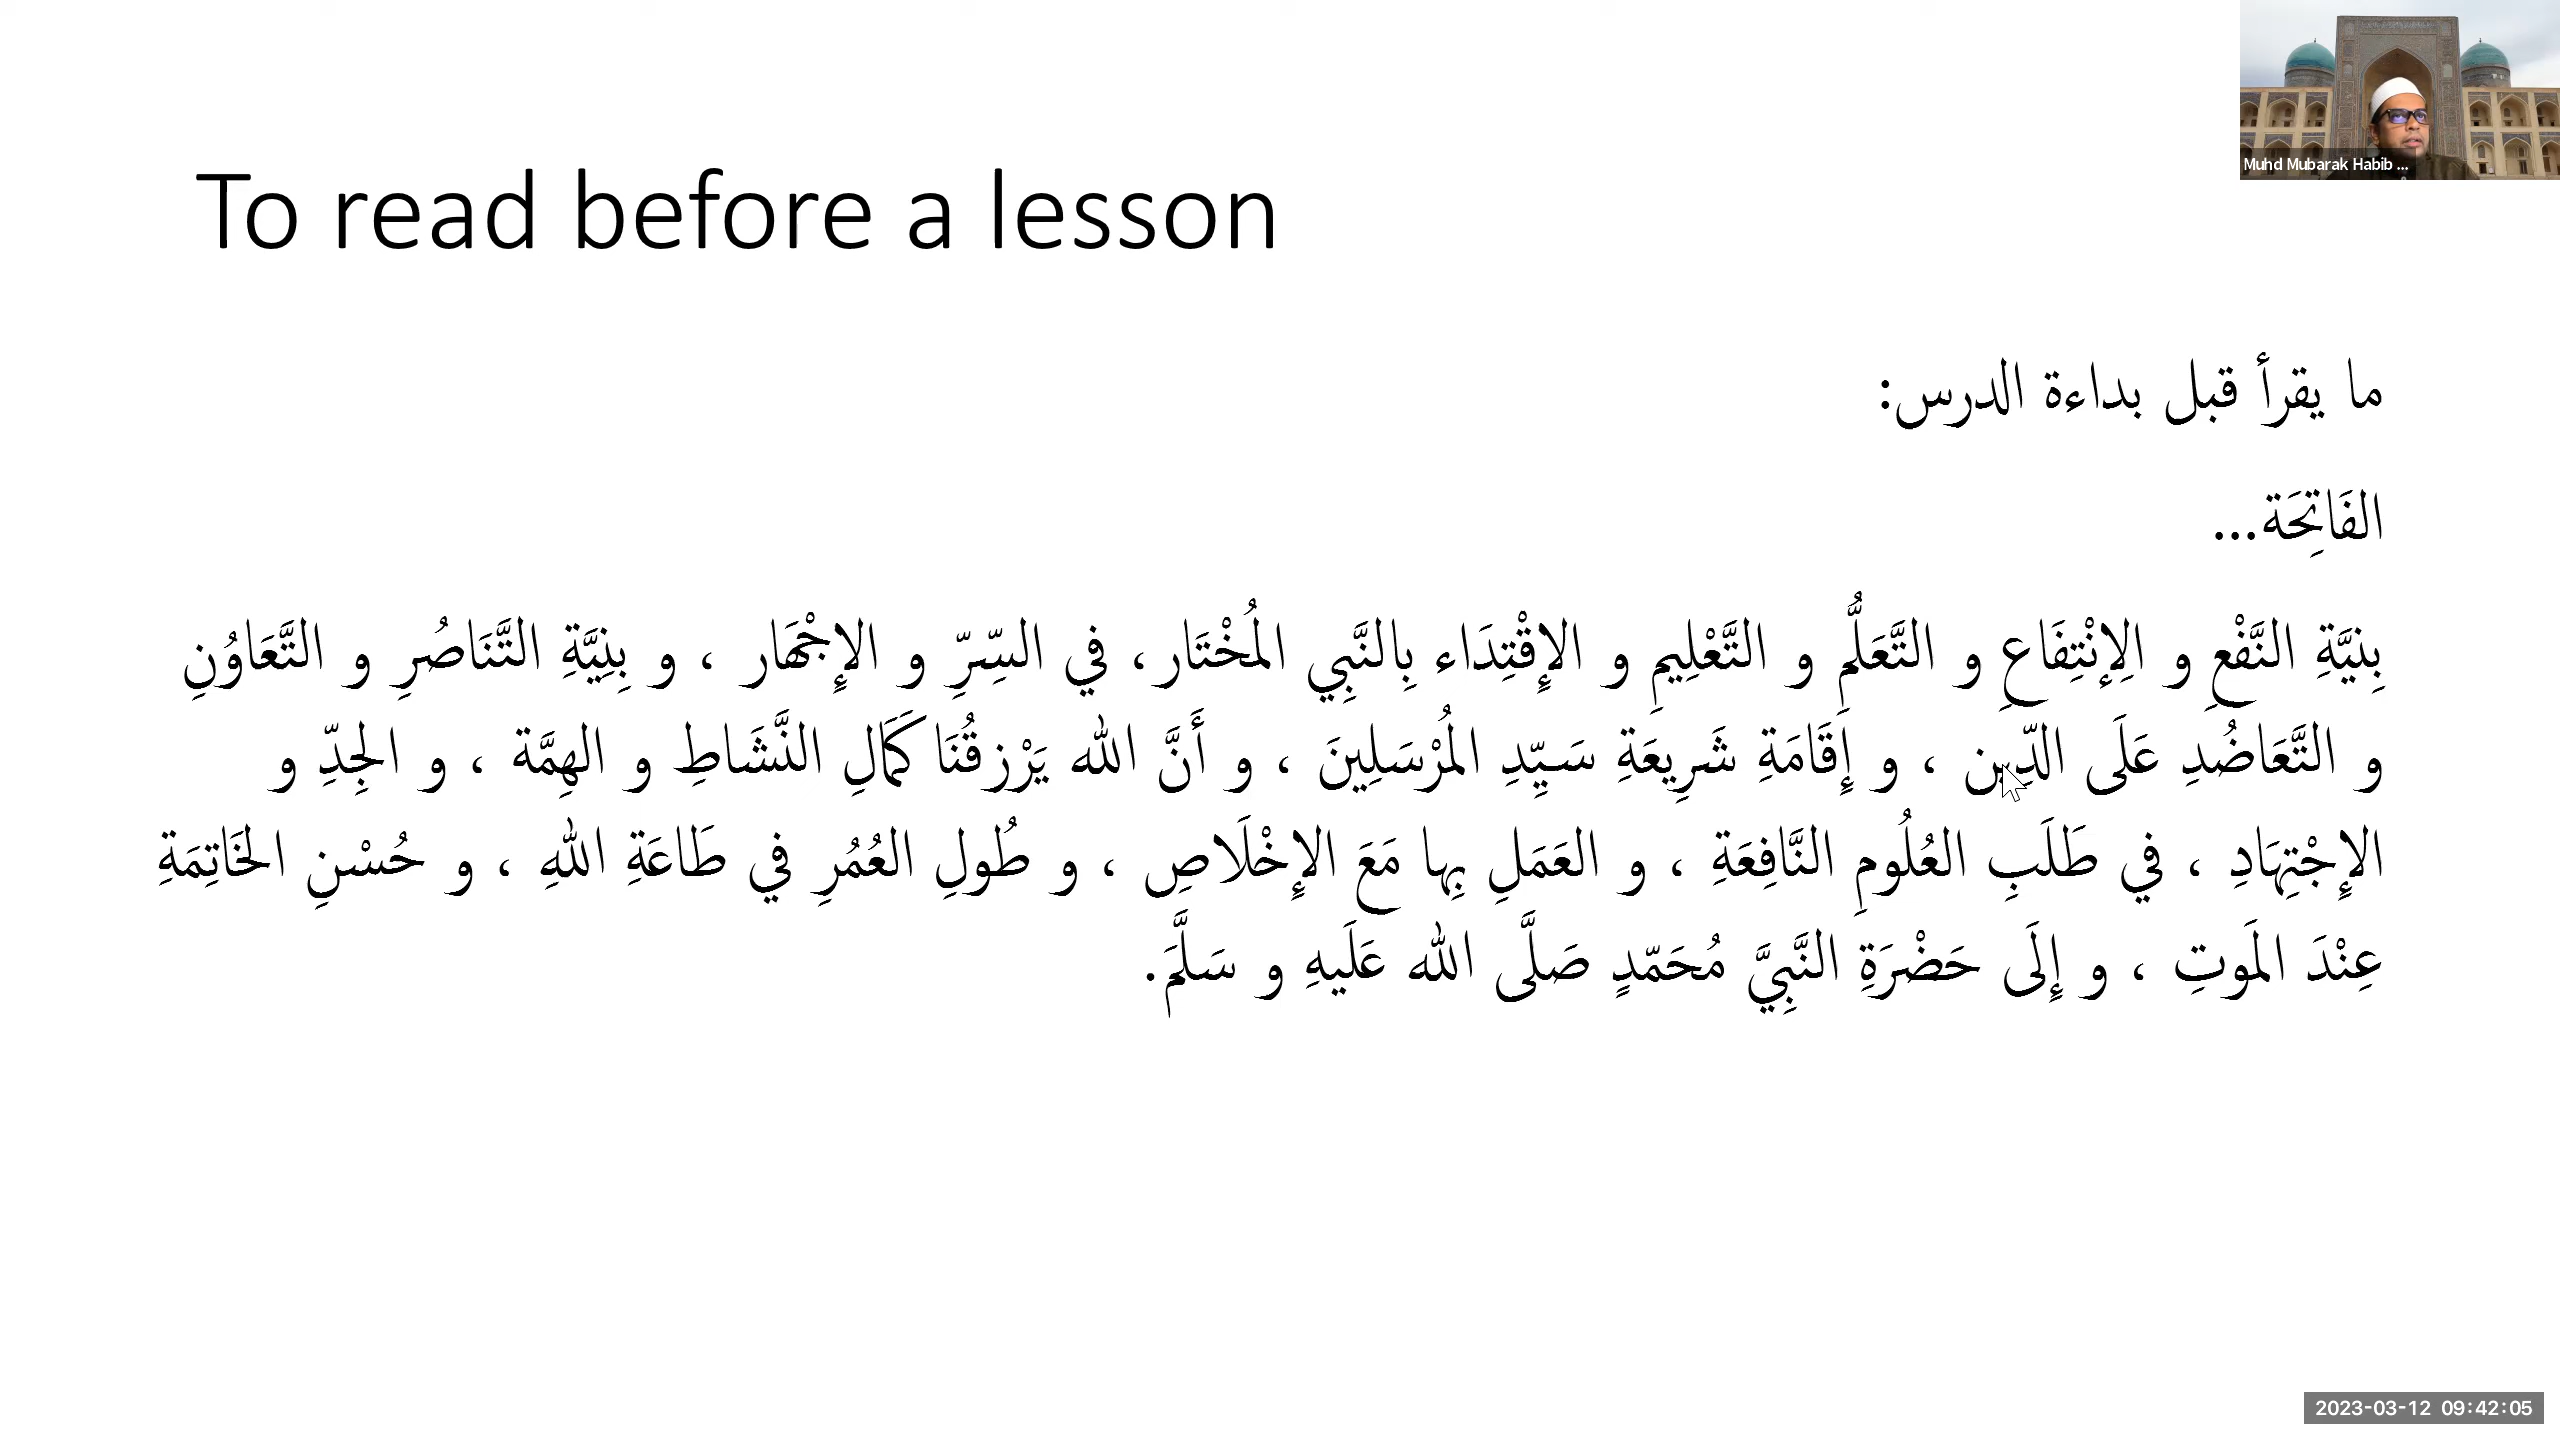 Muhd Mubarak Habib ...
To read before a lesson
ما يقرأ قبل بداءة الدرس:
الفَاتِحَة...
بِنِيَّةِ النَّفْعِ و الِإنْتِفَاعِ و التَّعَلُّمِ و التَّعْلِيمِ و الإِقْتِدَاء بِالنَّبِي المُخْتَار، في السِّرِّ و الإِجْهَار ، و بِنِيَّةِ التَّنَاصُرِ و التَّعَاوُنِ
و التَّعَاضُدِ عَلَى الدِّين ، و إِقَامَةِ شَرِيعَةِ سَيِّدِ المُرْسَلِينَ ، و أَنَّ الله يَرْزقُنَا كَمَالِ النَّشَاطِ و الهِمَّة ، و الجِدِّ و
الإِجْتِهَادِ ، في طَلَبِ العُلُومِ النَّافِعَةِ ، و العَمَلِ بِها مَعَ الإِخْلَاصِ ، و طُولِ العُمُرِ في طَاعَةِ اللهِ ، و حُسْنِ الخَاتِمَةِ
عِنْدَ المَوتِ ، و إِلَى حَضْرَةِ النَّبِيَّ مُحَمّدٍ صَلَّى الله عَلَيهِ و سَلَّمَ.
2023-03-12 09:42:05